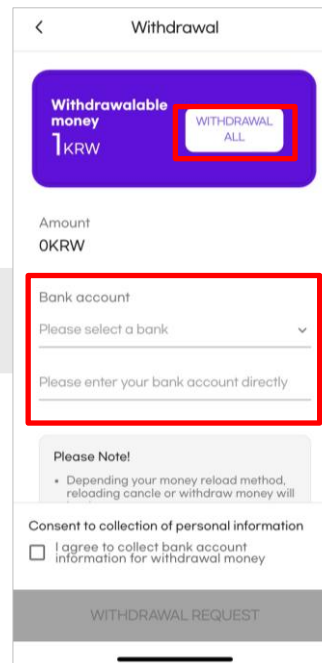 Withdrawal
Withdrawalable
money
1KRW
WITHDRAWAL
ALL
Amount
0KRW
Bank account
Please select a bank
Please enter your bank account directly
Please Note!
• Depending your money reload method,
reloading cancle or withdraw money will
Consent to collection of personal information
I agree to collect bank account
information for withdrawal money
WITHDRAWAL REQUEST